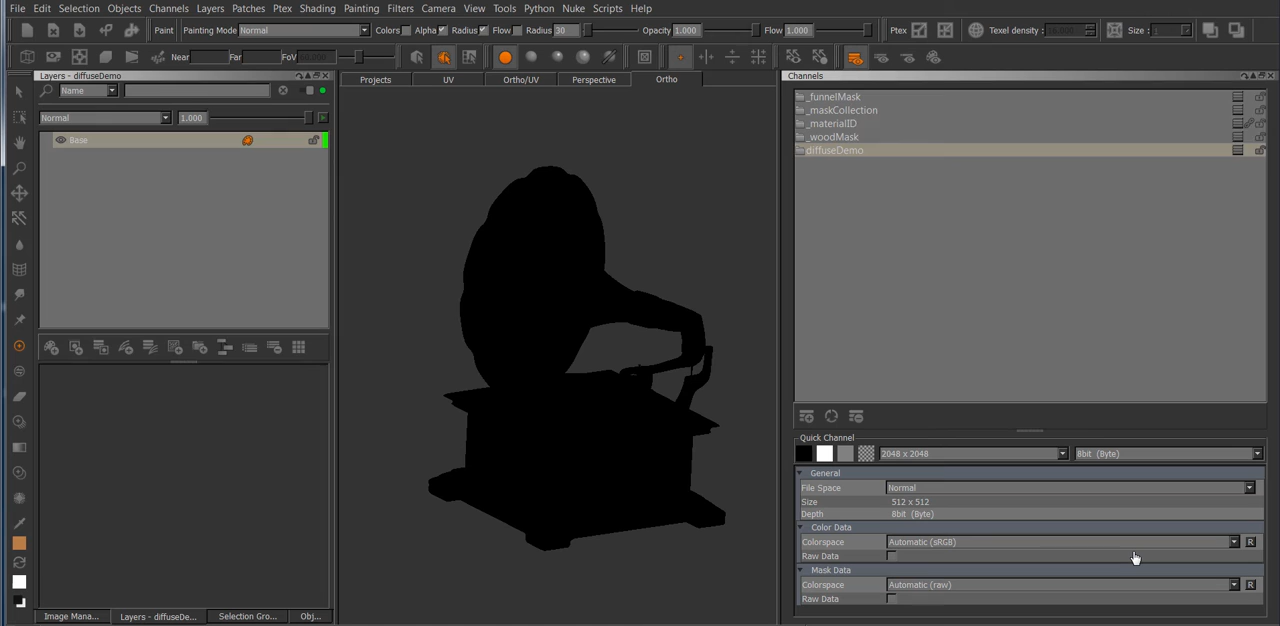 File Edit Selection Objects Channels Layers Patches Ptex Shading Painting Filters Camera View Tools Python Nuke Scripts Help
Paint Painting Mode Normal Colors Alpha Radius Flow Radius 30 Opacity 1.000 Flow 1.000 Ptex Texel density: Size:
Near Far FoV
Layers - diffuseDemo
Name
Normal 1.000
Base
Projects UV Ortho/UV Perspective Ortho
Channels
_funnelMask
_maskCollection
_materialID
_woodMask
diffuseDemo
Quick Channel
2048 x 2048 8bit (Byte)
General
File Space Normal
Size 512 x 512
Depth 8bit (Byte)
Color Data
Colorspace Automatic (sRGB) R
Raw Data
Mask Data
Colorspace Automatic (raw) R
Raw Data
Image Mana... Layers - diffuseDe... Selection Gro... Obj...